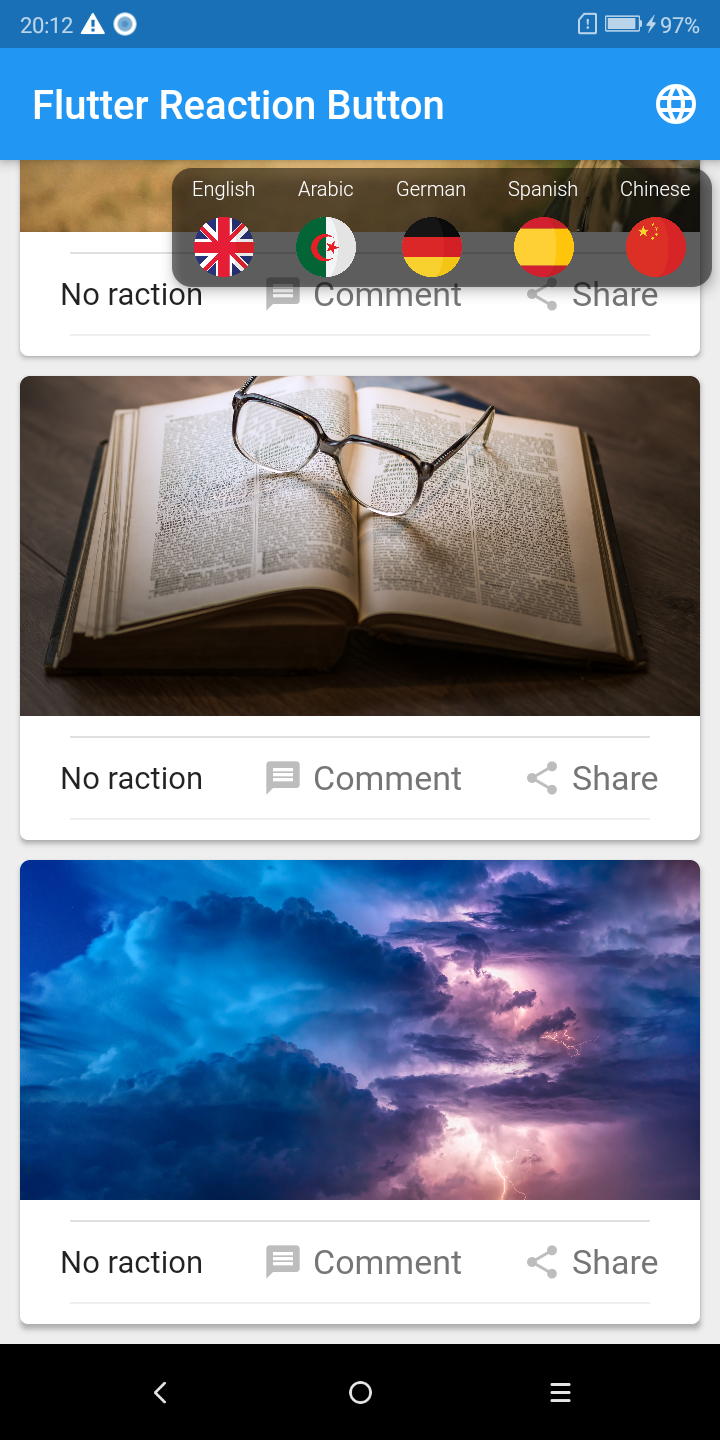 20:12 97%
Flutter Reaction Button
English Arabic German Spanish Chinese
No raction Comment Share
No raction Comment Share
No raction Comment Share